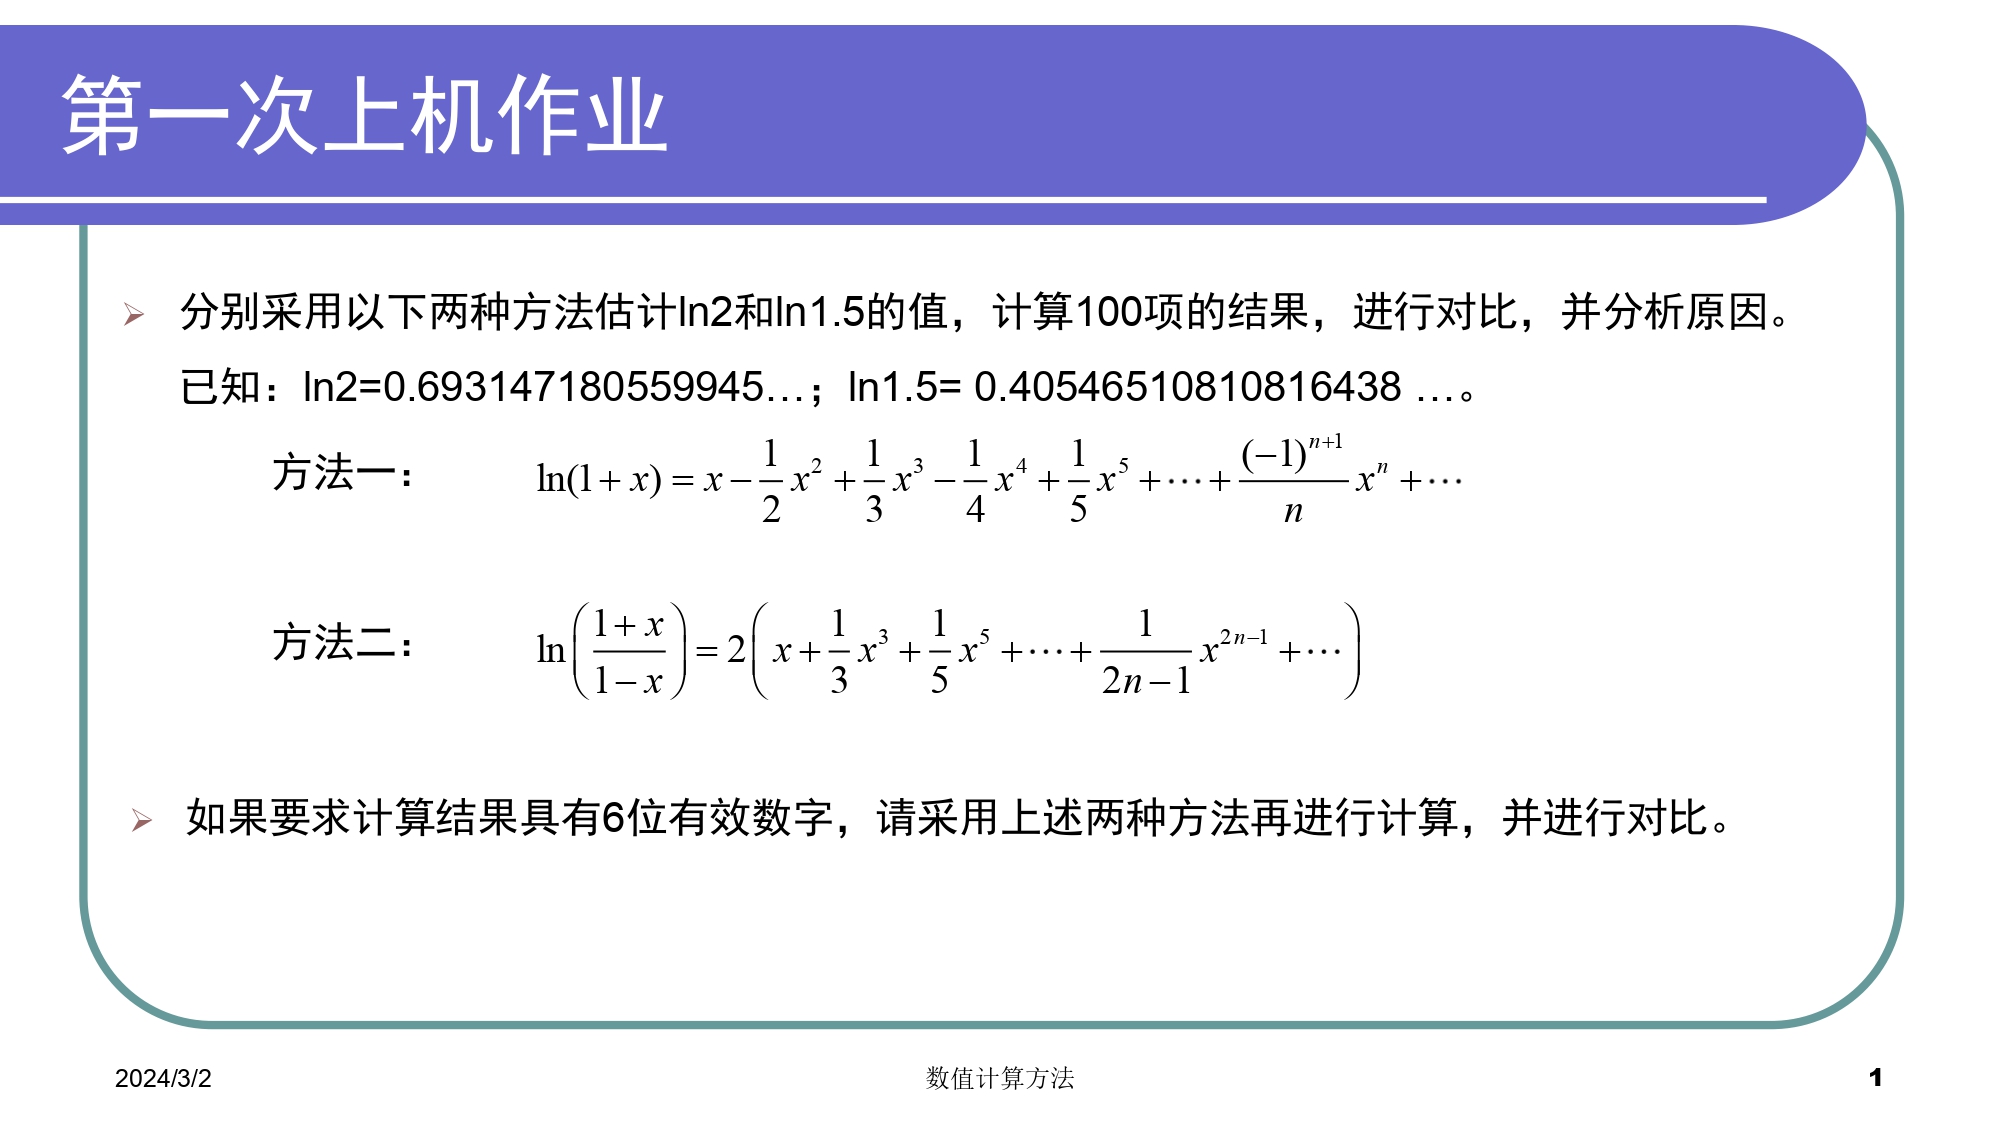 第一次上机作业
分别采用以下两种方法估计ln2和ln1.5的值，计算100项的结果，进行对比，并分析原因。
已知：ln2=0.693147180559945…；ln1.5= 0.40546510810816438 …。
方法一： ln(1+x) = x − \frac{1}{2}x^2 + \frac{1}{3}x^3 − \frac{1}{4}x^4 + \frac{1}{5}x^5 + ⋯ + \frac{(−1)^{n+1}}{n}x^n + ⋯
方法二： ln\left(\frac{1+x}{1−x}\right) = 2\left(x + \frac{1}{3}x^3 + \frac{1}{5}x^5 + ⋯ + \frac{1}{2n−1}x^{2n−1} + ⋯\right)
如果要求计算结果具有6位有效数字，请采用上述两种方法再进行计算，并进行对比。
2024/3/2 数值计算方法 1